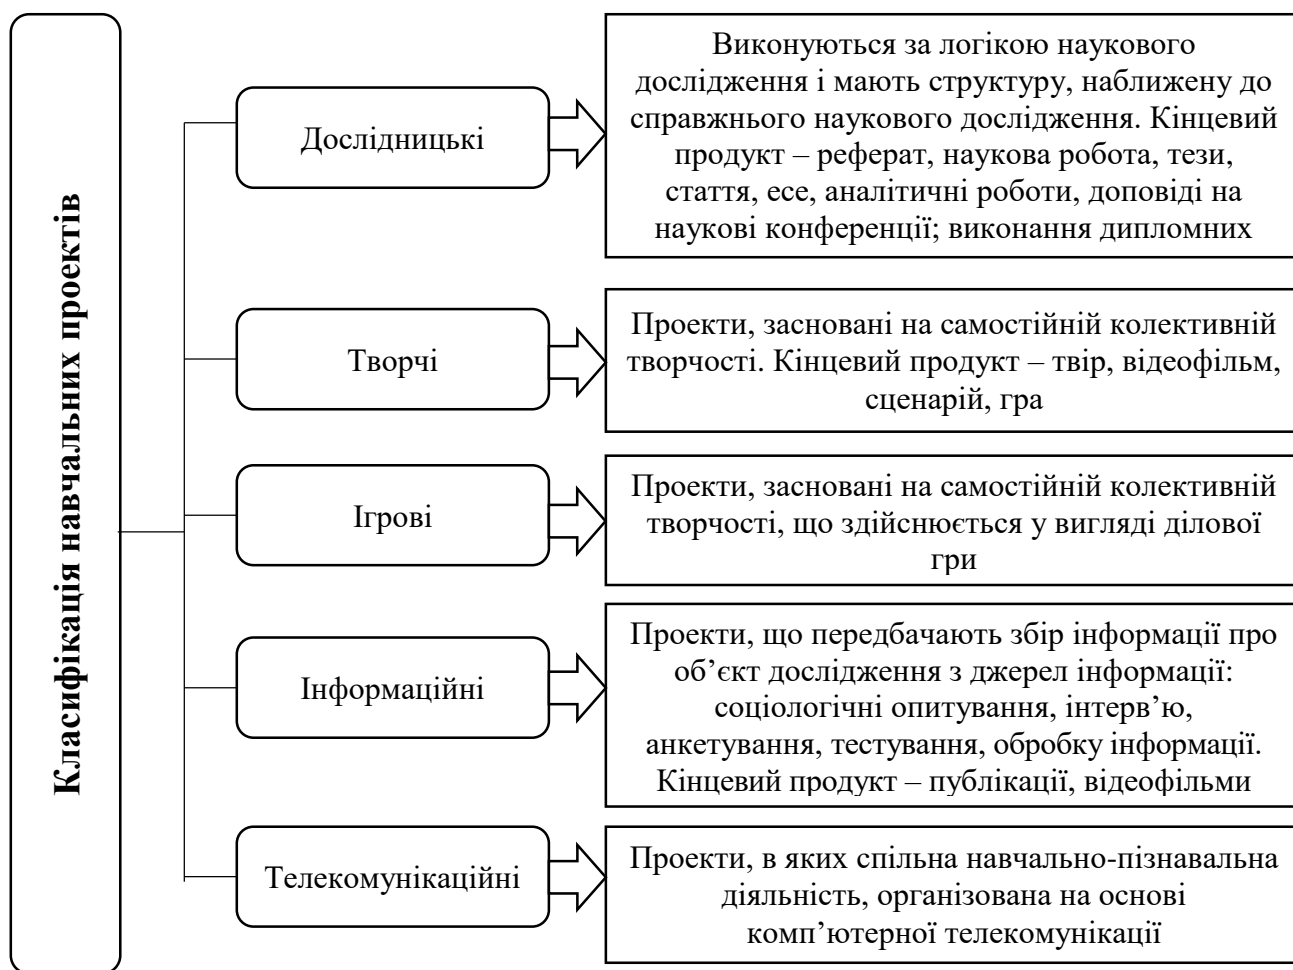 Класифікація навчальних проектів
Дослідницькі
Виконуються за логікою наукового
дослідження і мають структуру, наближену до
справжнього наукового дослідження. Кінцевий
продукт – реферат, наукова робота, тези,
стаття, есе, аналітичні роботи, доповіді на
наукові конференції; виконання дипломних
Творчі
Проекти, засновані на самостійній колективній
творчості. Кінцевий продукт – твір, відеофільм,
сценарій, гра
Ігрові
Проекти, засновані на самостійній колективній
творчості, що здійснюється у вигляді ділової
гри
Інформаційні
Проекти, що передбачають збір інформації про
об’єкт дослідження з джерел інформації:
соціологічні опитування, інтерв’ю,
анкетування, тестування, обробку інформації.
Кінцевий продукт – публікації, відеофільми
Телекомунікаційні
Проекти, в яких спільна навчально-пізнавальна
діяльність, організована на основі
комп’ютерної телекомунікації